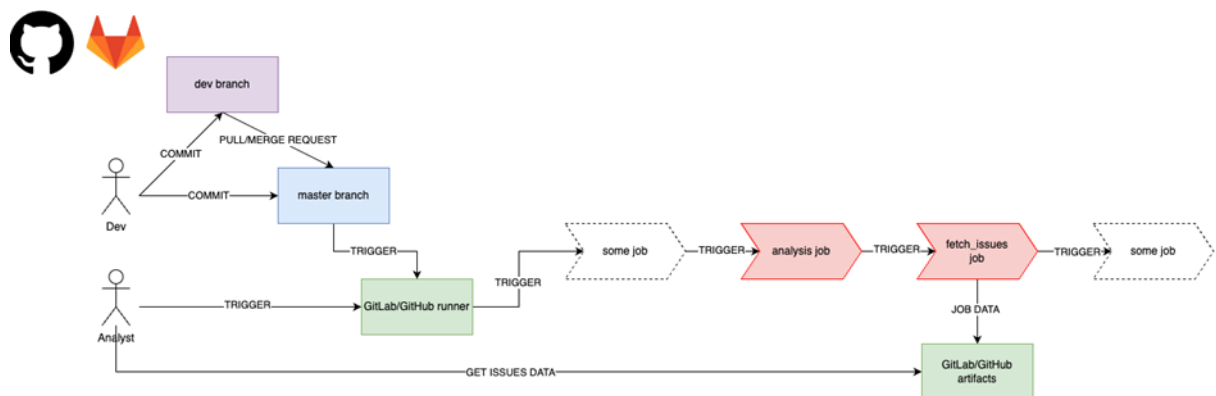 dev branch
PULL/MERGE REQUEST
COMMIT
COMMIT
master branch
Dev
TRIGGER
some job
TRIGGER
analysis job
TRIGGER
fetch_issues
job
TRIGGER
some job
TRIGGER
TRIGGER
GitLab/GitHub runner
JOB DATA
Analyst
GET ISSUES DATA
GitLab/GitHub
artifacts